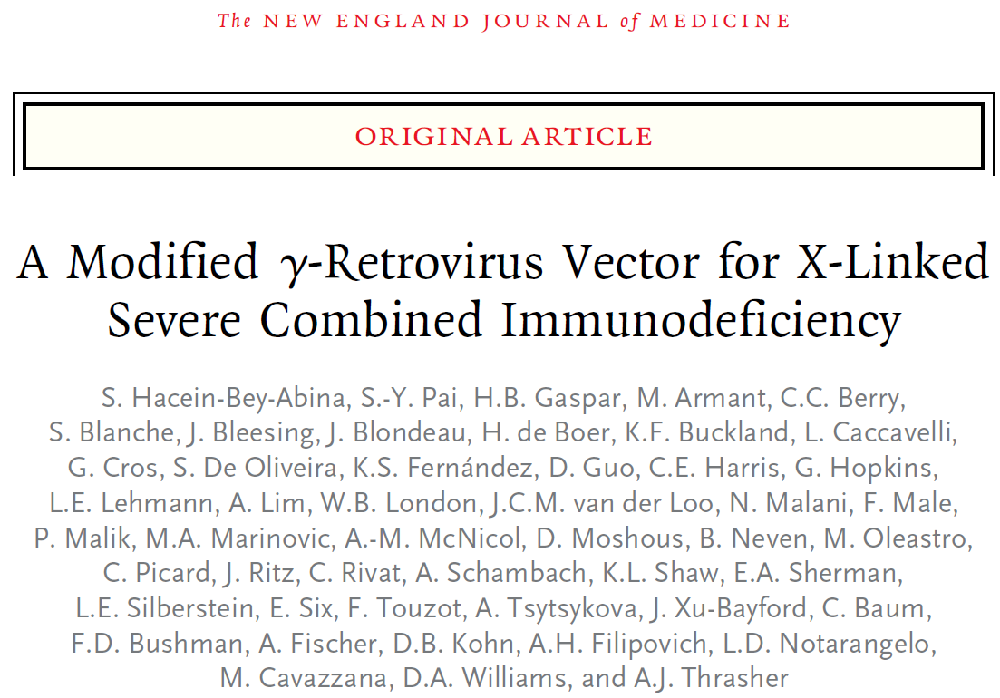 The NEW ENGLAND JOURNAL of MEDICINE
ORIGINAL ARTICLE
A Modified γ-Retrovirus Vector for X-Linked
Severe Combined Immunodeficiency
S. Hacein-Bey-Abina, S.-Y. Pai, H.B. Gaspar, M. Armant, C.C. Berry,
S. Blanche, J. Bleesing, J. Blondeau, H. de Boer, K.F. Buckland, L. Caccavelli,
G. Cros, S. De Oliveira, K.S. Fernández, D. Guo, C.E. Harris, G. Hopkins,
L.E. Lehmann, A. Lim, W.B. London, J.C.M. van der Loo, N. Malani, F. Male,
P. Malik, M.A. Marinovic, A.-M. McNicol, D. Moshous, B. Neven, M. Oleastro,
C. Picard, J. Ritz, C. Rivat, A. Schambach, K.L. Shaw, E.A. Sherman,
L.E. Silberstein, E. Six, F. Touzot, A. Tsytsykova, J. Xu-Bayford, C. Baum,
F.D. Bushman, A. Fischer, D.B. Kohn, A.H. Filipovich, L.D. Notarangelo,
M. Cavazzana, D.A. Williams, and A.J. Thrasher